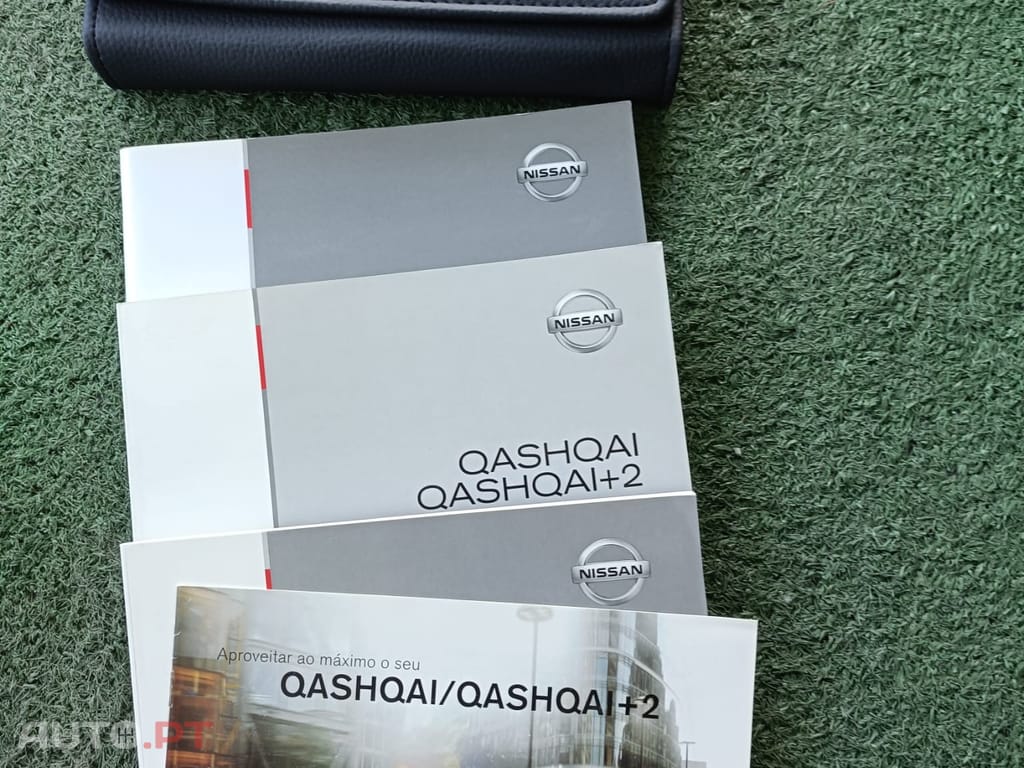 NISSAN
NISSAN
QASHQAI
QASHQAI+2
NISSAN
Aproveitar ao máximo o seu
QASHQAI/QASHQAI+2
AUTO.PT